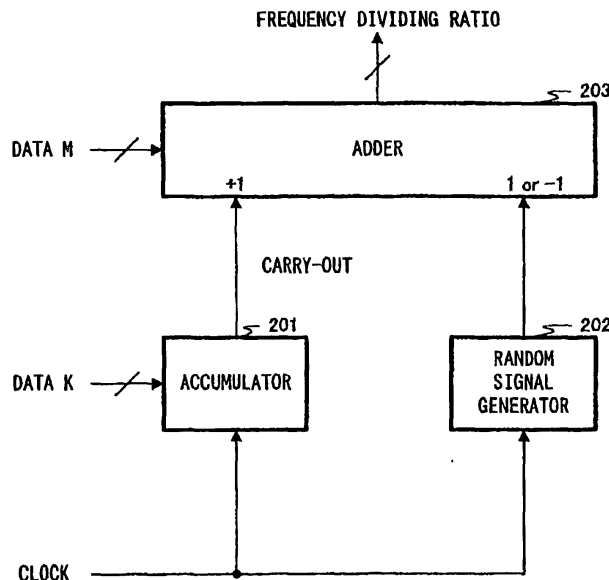 FREQUENCY DIVIDING RATIO
203
DATA M
ADDER
+1
1 or -1
CARRY-OUT
201
202
DATA K
ACCUMULATOR
RANDOM
SIGNAL
GENERATOR
CLOCK